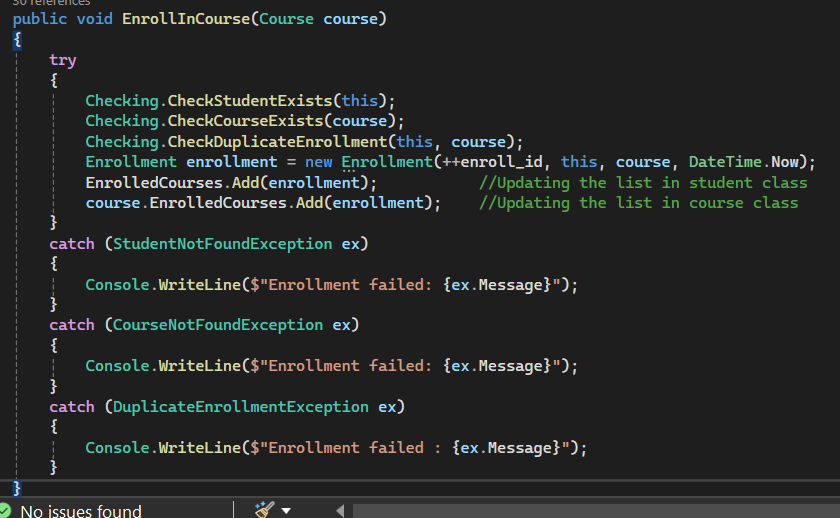 30 references
public void EnrollInCourse(Course course)
{
try
{
Checking.CheckStudentExists(this);
Checking.CheckCourseExists(course);
Checking.CheckDuplicateEnrollment(this, course);
Enrollment enrollment = new Enrollment(++enroll_id, this, course, DateTime.Now);
EnrolledCourses.Add(enrollment); //Updating the list in student class
course.EnrolledCourses.Add(enrollment); //Updating the list in course class
}
catch (StudentNotFoundException ex)
{
Console.WriteLine($"Enrollment failed: {ex.Message}");
}
catch (CourseNotFoundException ex)
{
Console.WriteLine($"Enrollment failed: {ex.Message}");
}
catch (DuplicateEnrollmentException ex)
{
Console.WriteLine($"Enrollment failed : {ex.Message}");
}
}
No issues found